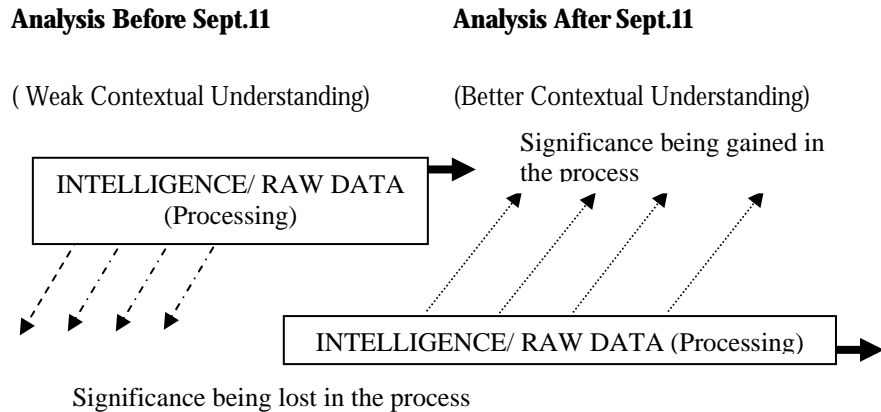 Analysis Before Sept.11
Analysis After Sept.11
( Weak Contextual Understanding)
(Better Contextual Understanding)
Significance being gained in
the process
INTELLIGENCE/ RAW DATA
(Processing)
INTELLIGENCE/ RAW DATA (Processing)
Significance being lost in the process